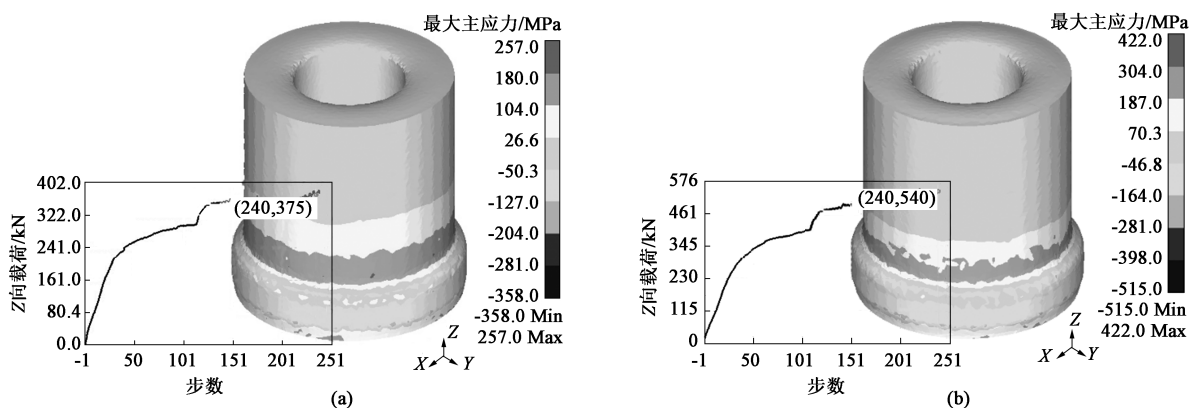 最大主应力/MPa
257.0
180.0
104.0
26.6
-50.3
-127.0
-204.0
-281.0
-358.0
-358.0 Min
257.0 Max
Z
X
Y
Z向载荷/kN
402.0
322.0
241.0
161.0
80.4
0.0
(240,375)
-1 50 101 151 201 251
步数
(a)
最大主应力/MPa
422.0
304.0
187.0
70.3
-46.8
-164.0
-281.0
-398.0
-515.0
-515.0 Min
422.0 Max
Z
X
Y
Z向载荷/kN
576
461
345
230
115
0
(240,540)
-1 50 101 151 201 251
步数
(b)